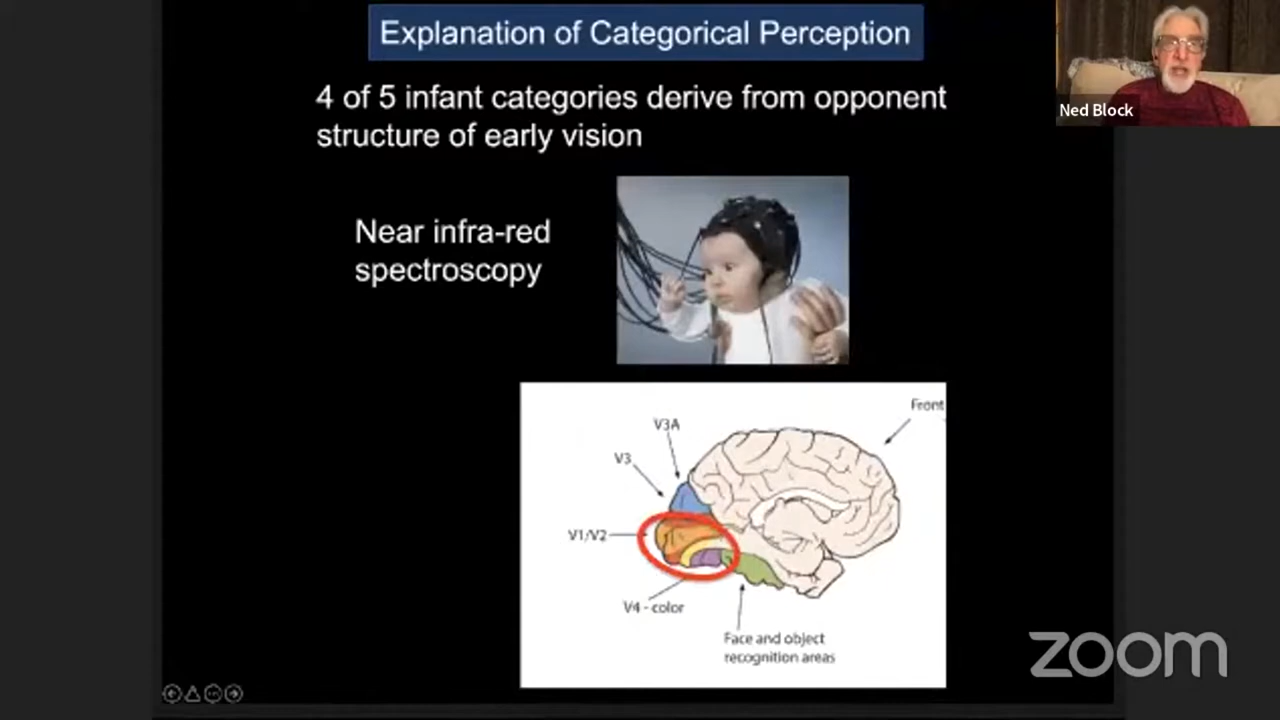 Explanation of Categorical Perception
4 of 5 infant categories derive from opponent
structure of early vision
Ned Block
Near infra-red
spectroscopy
Front
V3A
V3
V1/V2
V4 - color
Face and object
recognition areas
zoom